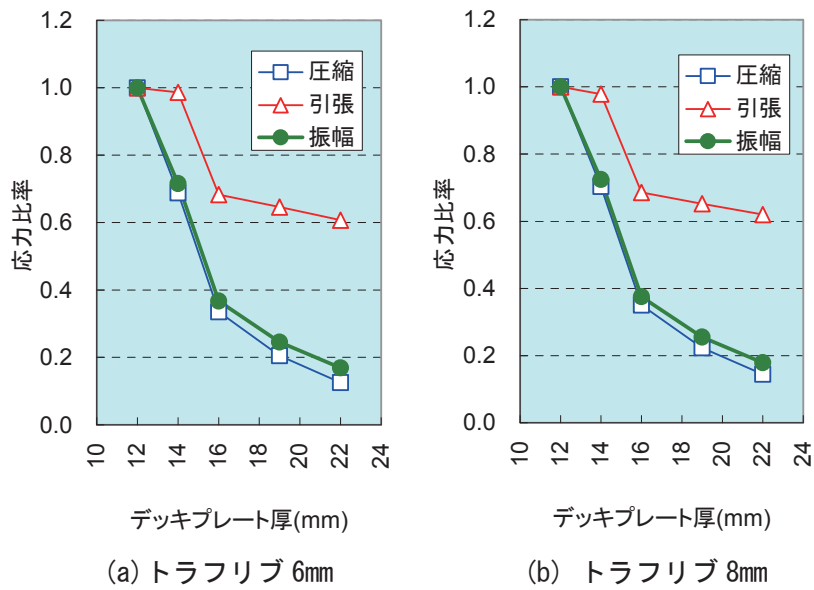 1.2
1.0
0.8
0.6
0.4
0.2
0.0
応力比率
圧縮
引張
振幅
10 12 14 16 18 20 22 24
デッキプレート厚(mm)
(a) トラフリブ 6mm
1.2
1.0
0.8
0.6
0.4
0.2
0.0
応力比率
圧縮
引張
振幅
10 12 14 16 18 20 22 24
デッキプレート厚(mm)
(b) トラフリブ 8mm